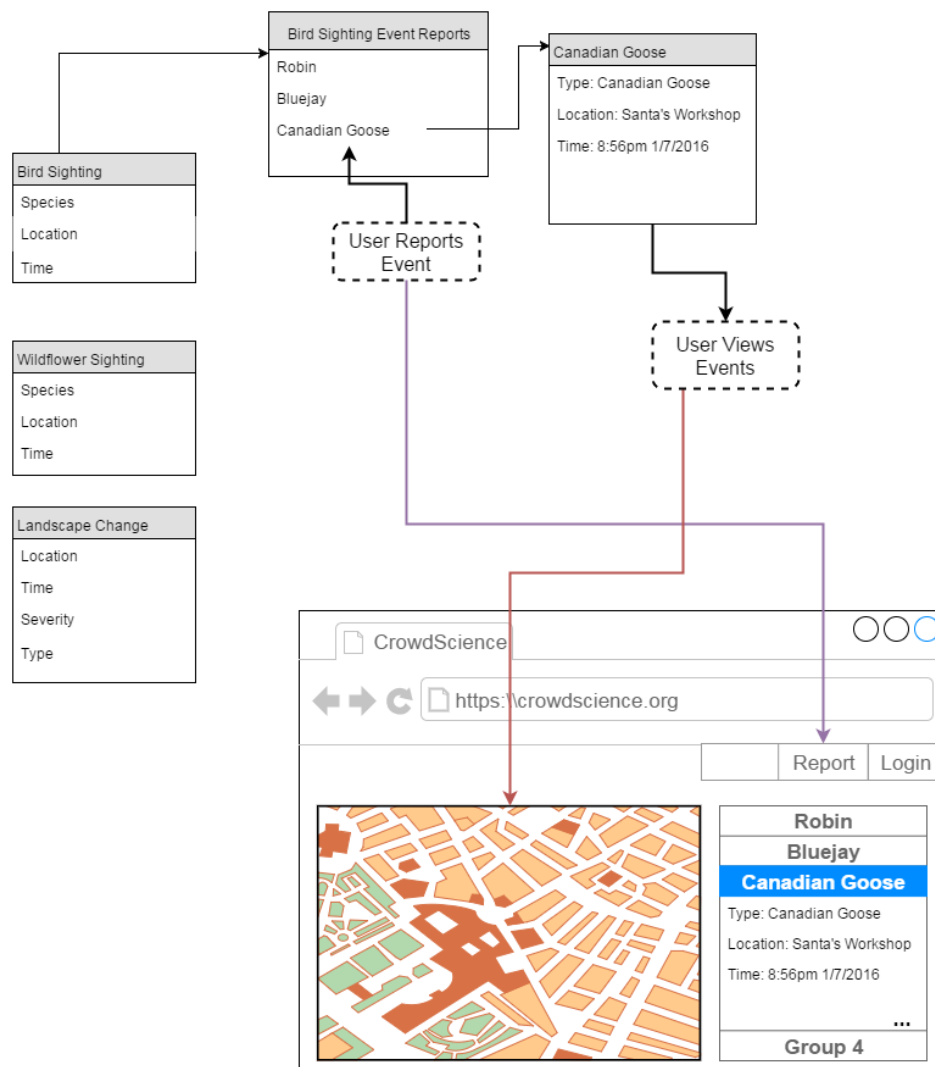 Bird Sighting Event Reports
Robin
Bluejay
Canadian Goose
Canadian Goose
Type: Canadian Goose
Location: Santa's Workshop
Time: 8:56pm 1/7/2016
Bird Sighting
Species
Location
Time
User Reports
Event
User Views
Events
Wildflower Sighting
Species
Location
Time
Landscape Change
Location
Time
Severity
Type
CrowdScience
https:\\crowdscience.org
Report
Login
Robin
Bluejay
Canadian Goose
Type: Canadian Goose
Location: Santa's Workshop
Time: 8:56pm 1/7/2016
...
Group 4